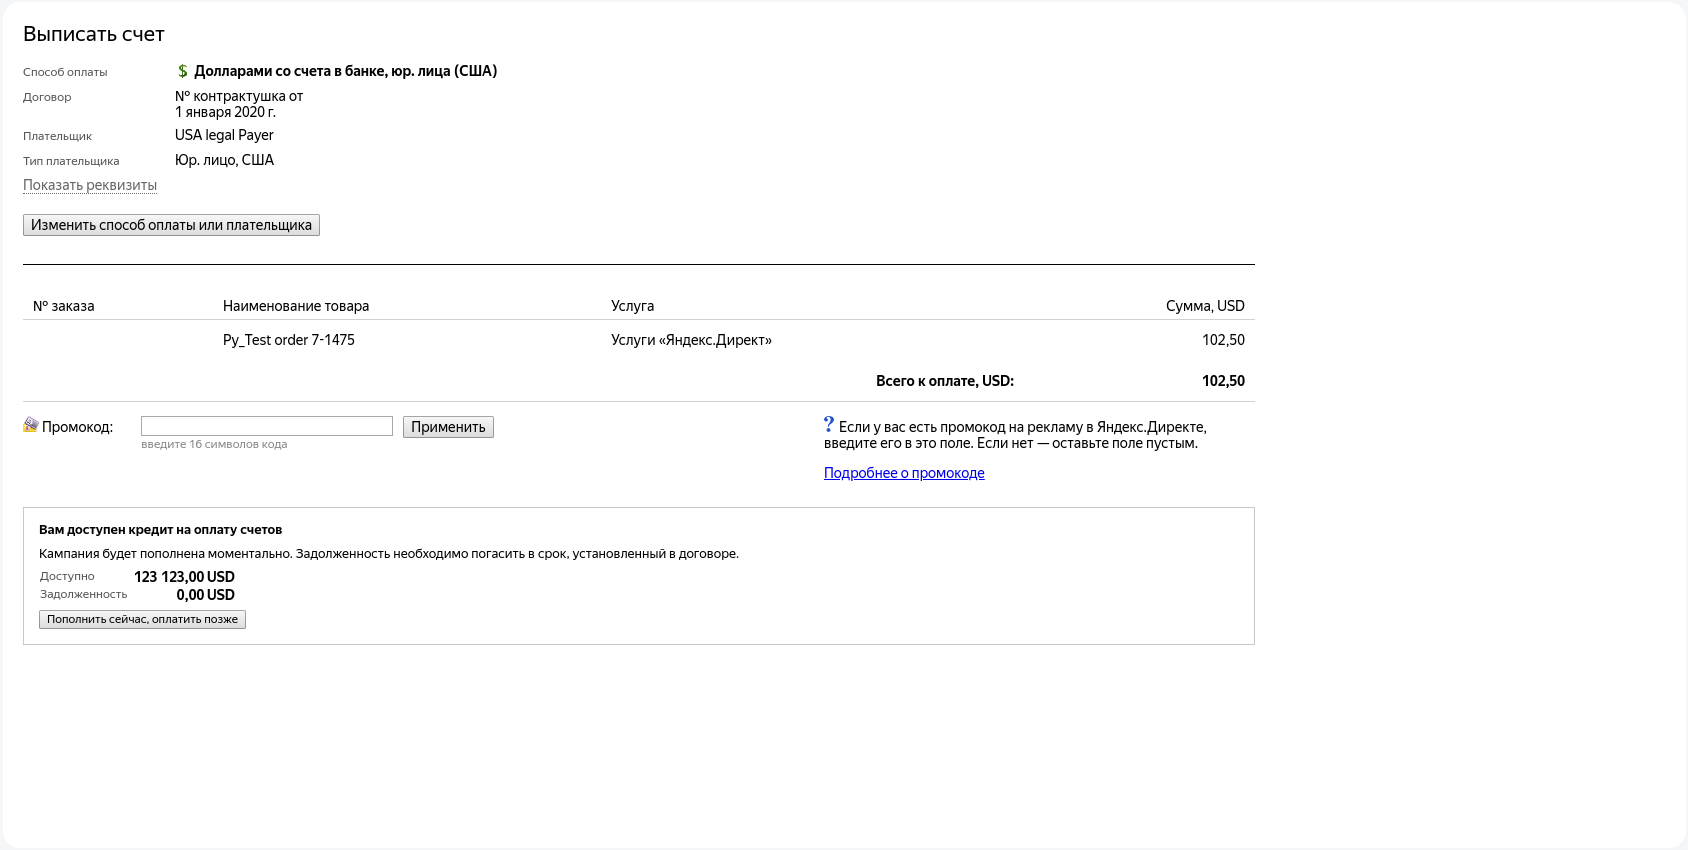 Выписать счет
Способ оплаты $ Долларами со счета в банке, юр. лица (США)
Договор № контрактушка от
1 января 2020 г.
Плательщик USA legal Payer
Тип плательщика Юр. лицо, США
Показать реквизиты
Изменить способ оплаты или плательщика
№ заказа Наименование товара Услуга Сумма, USD
Py_Test order 7-1475 Услуги «Яндекс.Директ» 102,50
Всего к оплате, USD: 102,50
Промокод: Применить
введите 16 символов кода
? Если у вас есть промокод на рекламу в Яндекс.Директе,
введите его в это поле. Если нет — оставьте поле пустым.
Подробнее о промокоде
Вам доступен кредит на оплату счетов
Кампания будет пополнена моментально. Задолженность необходимо погасить в срок, установленный в договоре.
Доступно 123 123,00 USD
Задолженность 0,00 USD
Пополнить сейчас, оплатить позже